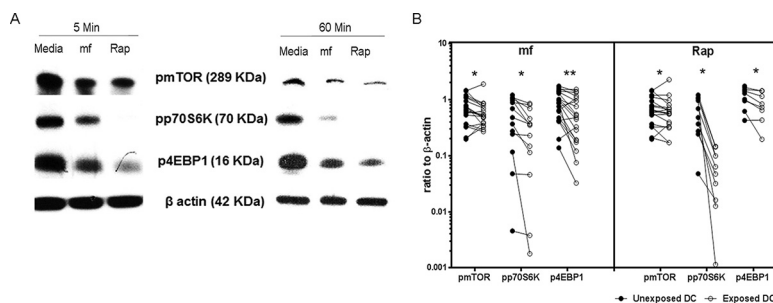 A
5 Min
60 Min
Media mf Rap
Media mf Rap
pmTOR (289 KDa)
pp70S6K (70 KDa)
p4EBP1 (16 KDa)
β actin (42 KDa)
B
mf Rap
* * ** * * *
ratio to β-actin
10
1
0.1
0.01
0.001
pmTOR pp70S6K p4EBP1 pmTOR pp70S6K p4EBP1
Unexposed DC Exposed DC